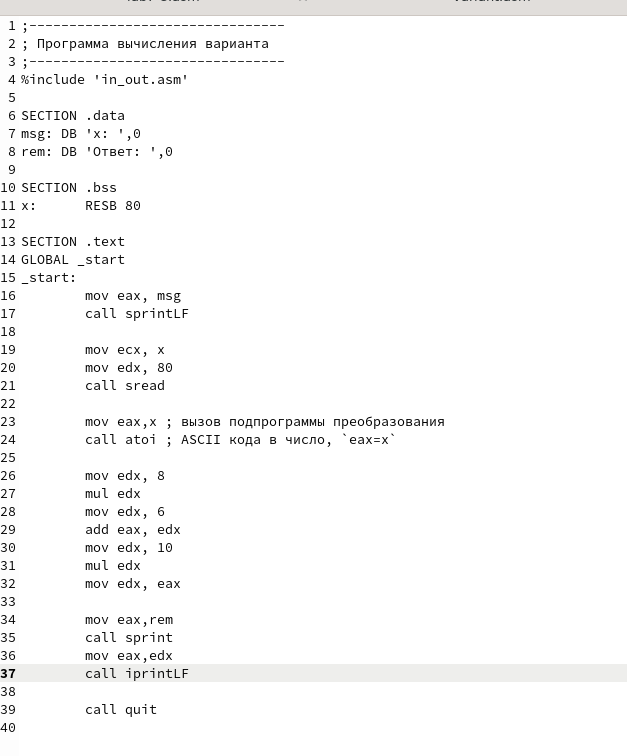 1 ;--------------------------------
2 ; Программа вычисления варианта
3 ;--------------------------------
4 %include 'in_out.asm'
5
6 SECTION .data
7 msg: DB 'x: ',0
8 rem: DB 'Ответ: ',0
9
10 SECTION .bss
11 x:      RESB 80
12
13 SECTION .text
14 GLOBAL _start
15 _start:
16         mov eax, msg
17         call sprintLF
18
19         mov ecx, x
20         mov edx, 80
21         call sread
22
23         mov eax,x ; вызов подпрограммы преобразования
24         call atoi ; ASCII кода в число, `eax=x`
25
26         mov edx, 8
27         mul edx
28         mov edx, 6
29         add eax, edx
30         mov edx, 10
31         mul edx
32         mov edx, eax
33
34         mov eax,rem
35         call sprint
36         mov eax,edx
37         call iprintLF
38
39         call quit
40